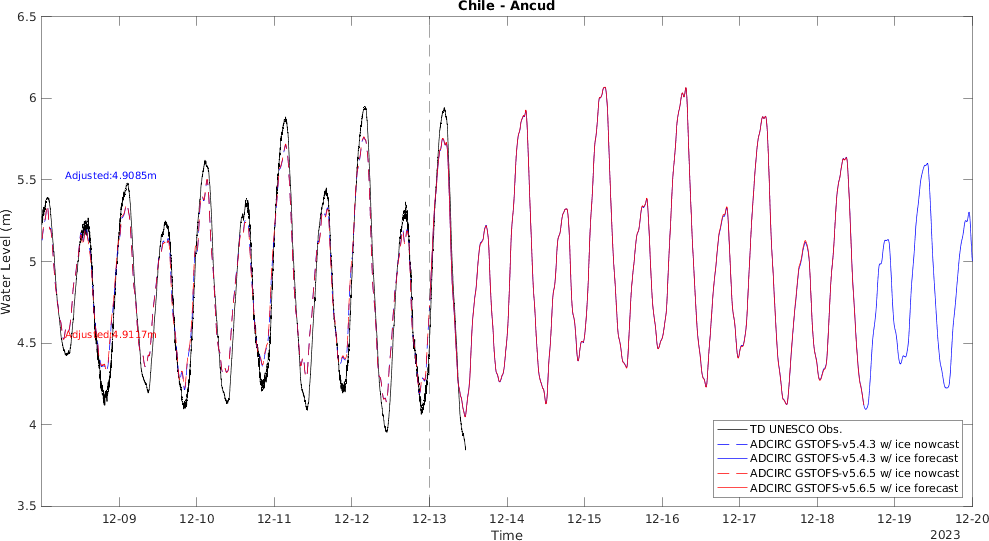 Chile - Ancud
6.5
6
5.5
5
4.5
4
3.5
Water Level (m)
Adjusted:4.9085m
Adjusted:4.9117m
TD UNESCO Obs.
ADCIRC GSTOFS-v5.4.3 w/ ice nowcast
ADCIRC GSTOFS-v5.4.3 w/ ice forecast
ADCIRC GSTOFS-v5.6.5 w/ ice nowcast
ADCIRC GSTOFS-v5.6.5 w/ ice forecast
12-09 12-10 12-11 12-12 12-13 12-14 12-15 12-16 12-17 12-18 12-19 12-20
Time
2023